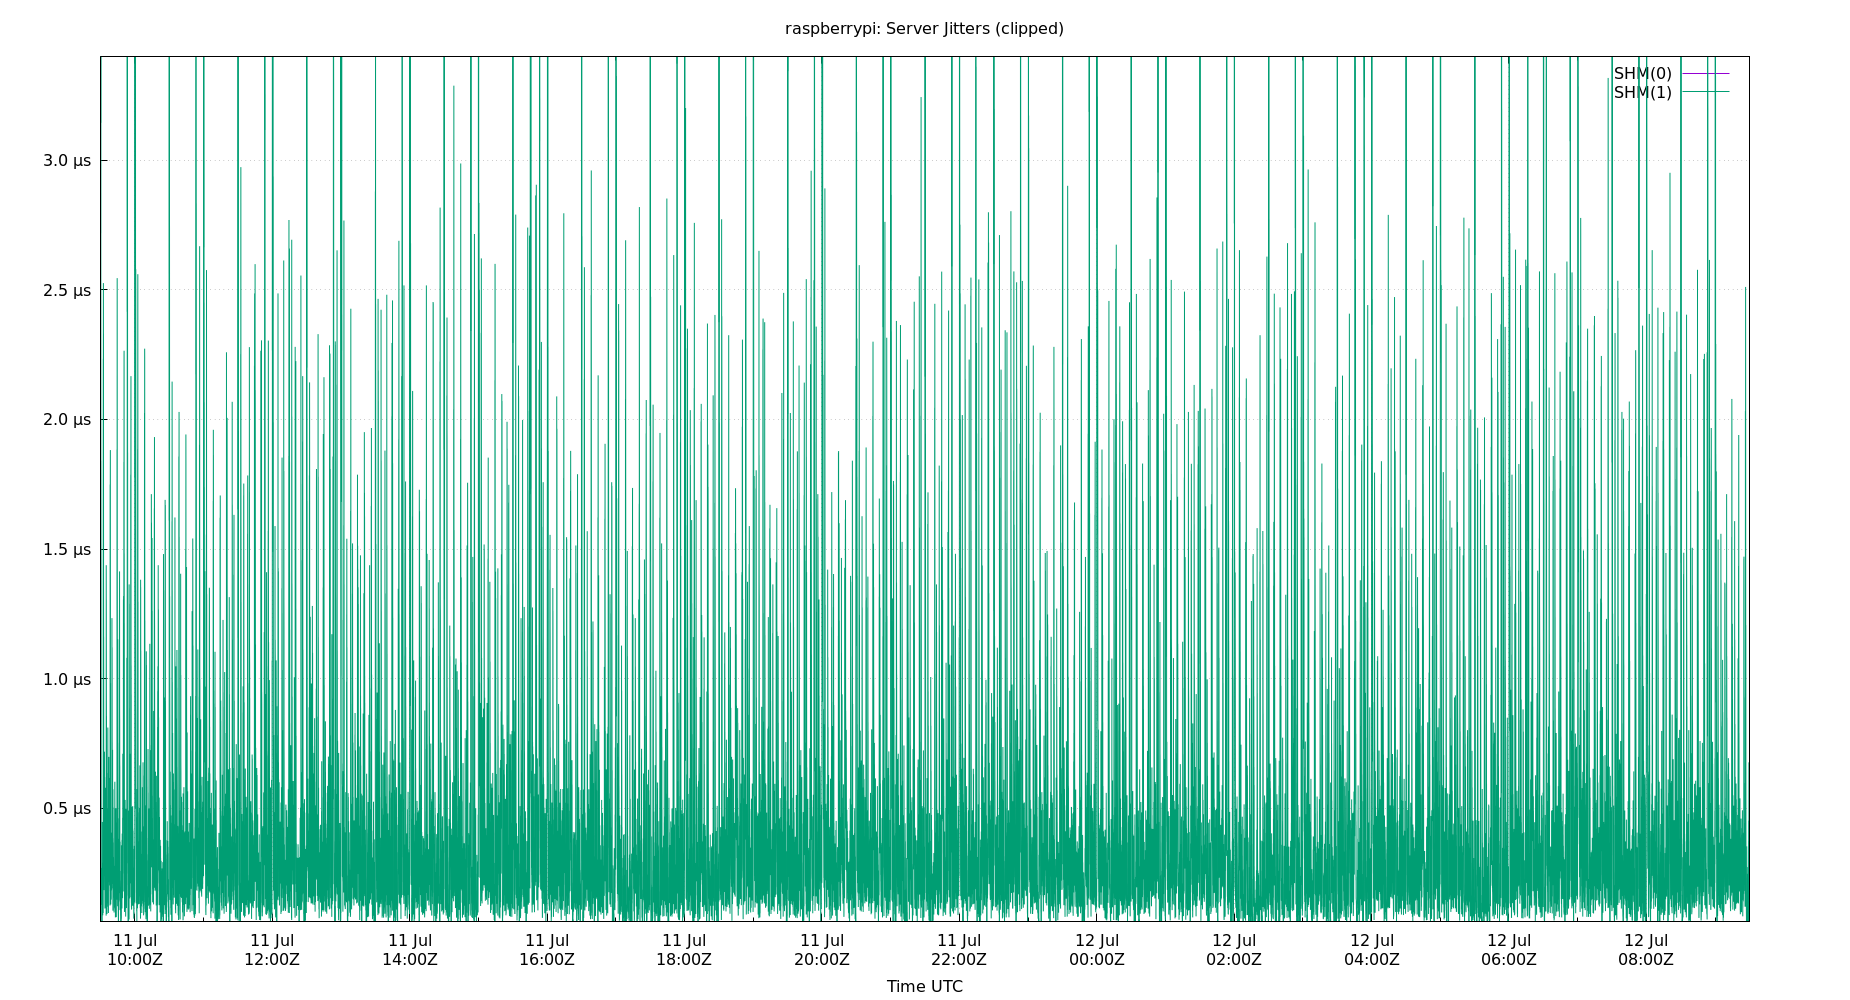 raspberrypi: Server Jitters (clipped)
SHM(0)
SHM(1)
3.0 µs
2.5 µs
2.0 µs
1.5 µs
1.0 µs
0.5 µs
11 Jul 11 Jul 11 Jul 11 Jul 11 Jul 11 Jul 11 Jul 12 Jul 12 Jul 12 Jul 12 Jul 12 Jul
10:00Z 12:00Z 14:00Z 16:00Z 18:00Z 20:00Z 22:00Z 00:00Z 02:00Z 04:00Z 06:00Z 08:00Z
Time UTC